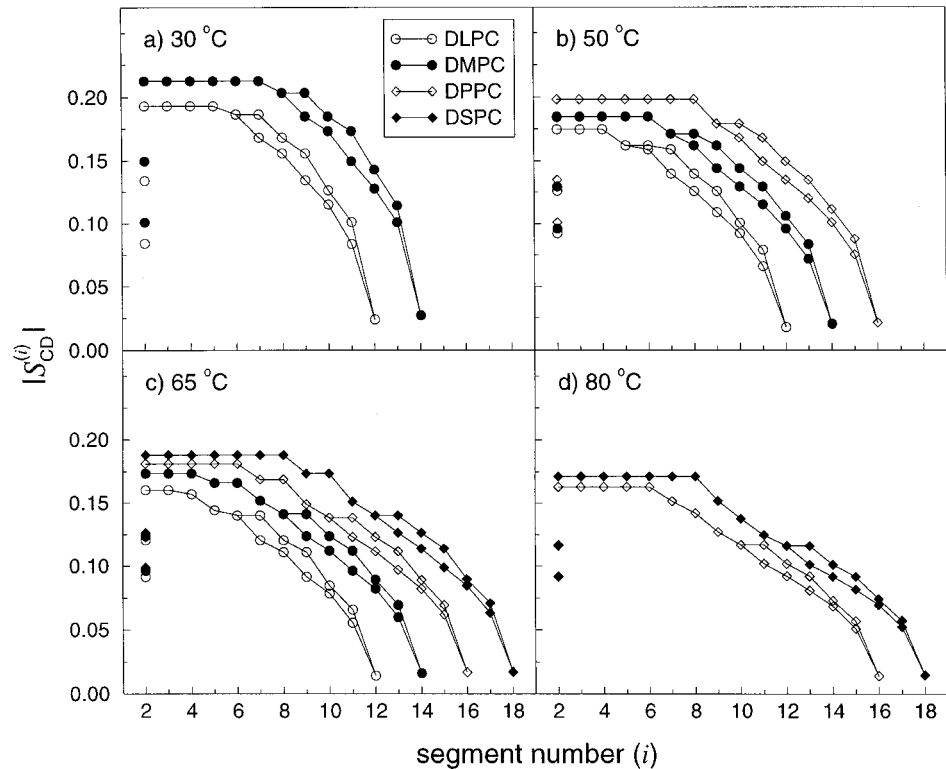 a) 30 °C
DLPC
DMPC
DPPC
DSPC
b) 50 °C
0.20
0.15
0.10
0.05
0.00
|S_CD^(i)|
c) 65 °C
d) 80 °C
0.20
0.15
0.10
0.05
0.00
2 4 6 8 10 12 14 16 18
2 4 6 8 10 12 14 16 18
segment number (i)